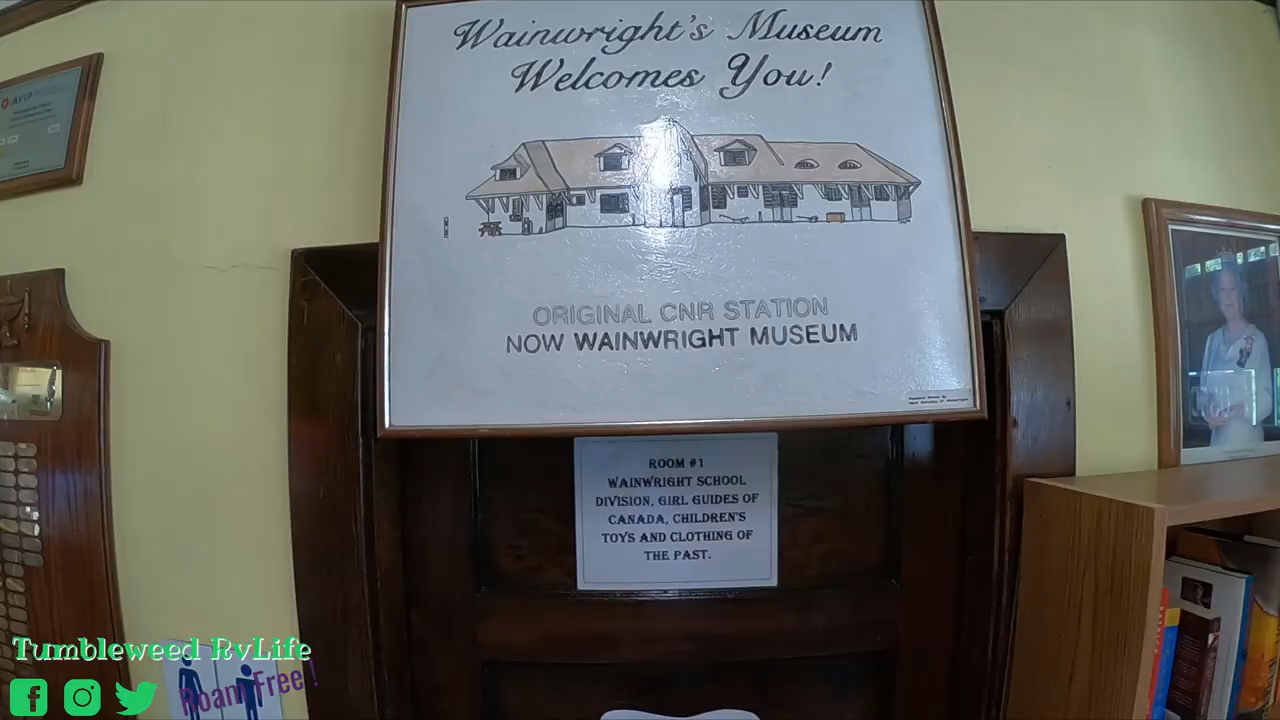 Wainwright's Museum
Welcomes You!
ORIGINAL CNR STATION
NOW WAINWRIGHT MUSEUM
AVIP
ROOM #1
WAINWRIGHT SCHOOL
DIVISION, GIRL GUIDES OF
CANADA, CHILDREN'S
TOYS AND CLOTHING OF
THE PAST.
Tumbleweed RvLife
Roam Free!